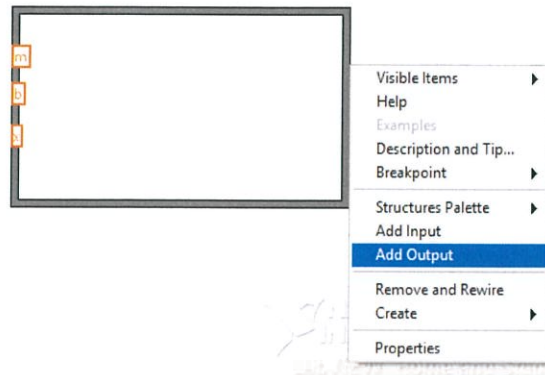 m
b
x
Visible Items
Help
Examples
Description and Tip...
Breakpoint
Structures Palette
Add Input
Add Output
Remove and Rewire
Create
Properties